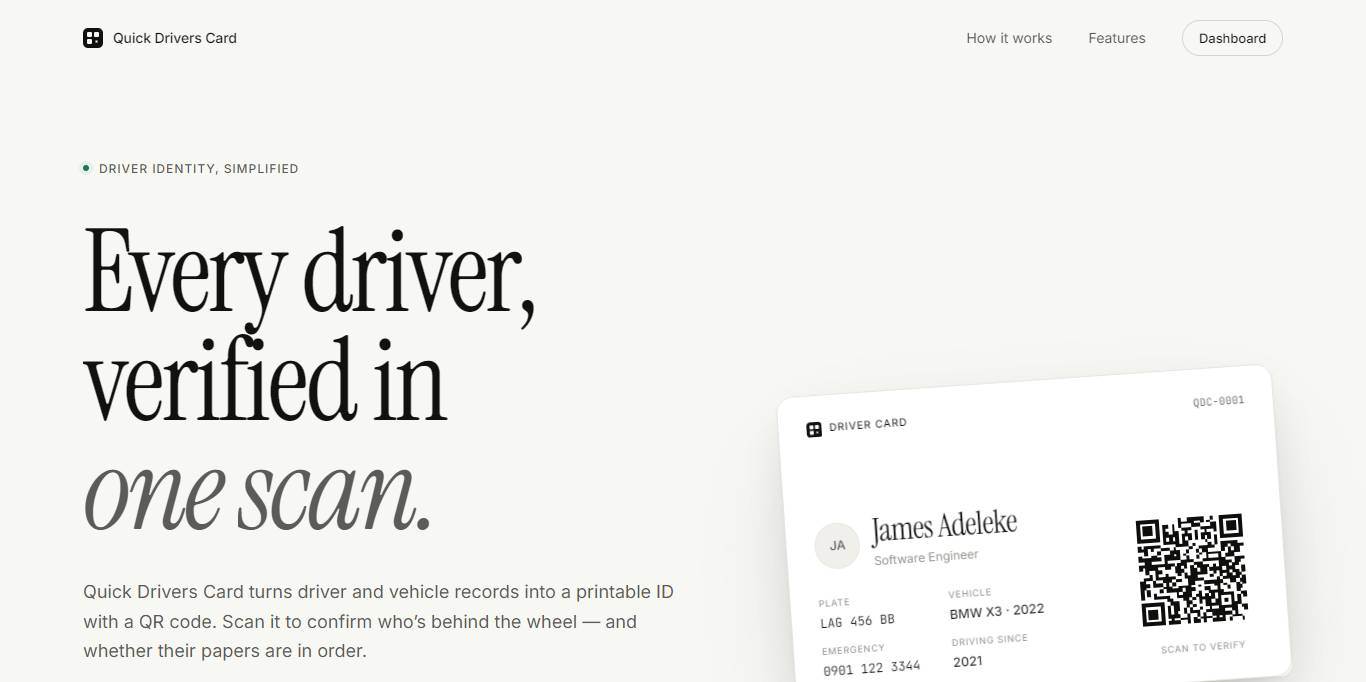 Quick Drivers Card
How it works
Features
Dashboard
DRIVER IDENTITY, SIMPLIFIED
Every driver,
verified in
one scan.
Quick Drivers Card turns driver and vehicle records into a printable ID
with a QR code. Scan it to confirm who’s behind the wheel — and
whether their papers are in order.
DRIVER CARD
QDC-0001
JA
James Adeleke
Software Engineer
PLATE
LAG 456 BB
VEHICLE
BMW X3 · 2022
EMERGENCY
0901 122 3344
DRIVING SINCE
2021
SCAN TO VERIFY